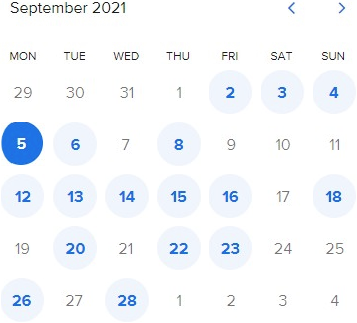 September 2021
MON TUE WED THU FRI SAT SUN
29 30 31 1 2 3 4
5 6 7 8 9 10 11
12 13 14 15 16 17 18
19 20 21 22 23 24 25
26 27 28 1 2 3 4